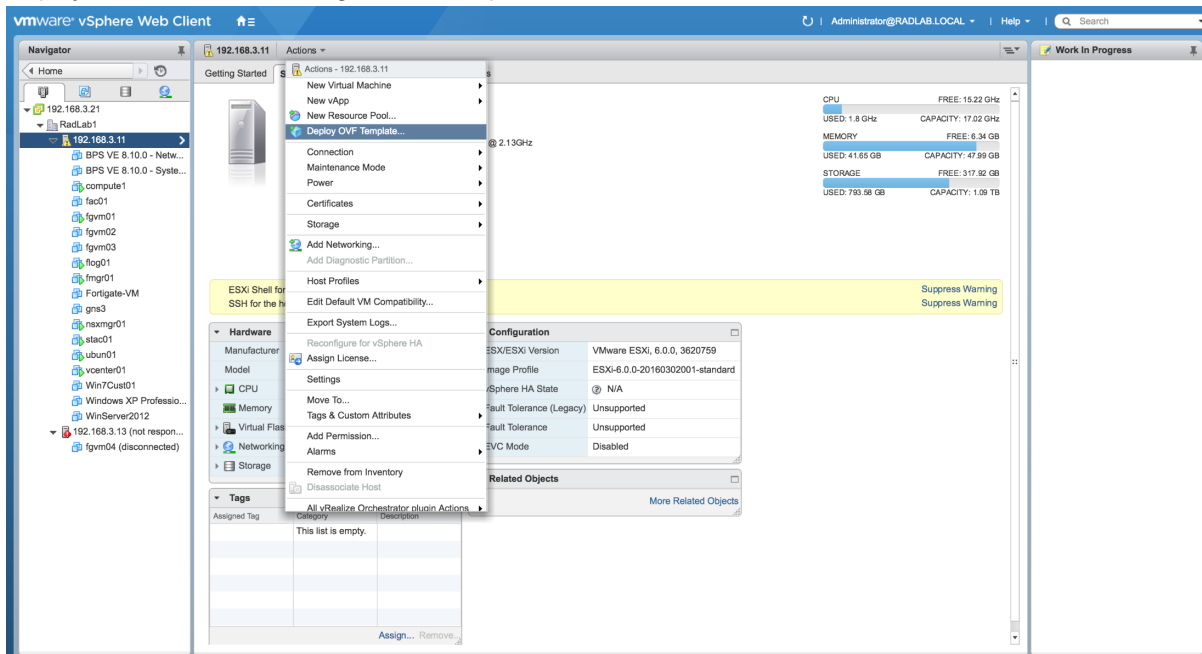 vmware® vSphere Web Client
Administrator@RADLAB.LOCAL
Help
Search
Navigator
Home
192.168.3.21
RadLab1
192.168.3.11
BPS VE 8.10.0 - Netw...
BPS VE 8.10.0 - Syste...
compute1
fac01
fgvm01
fgvm02
fgvm03
flog01
fmgr01
Fortigate-VM
gns3
nsxmgr01
stac01
ubun01
vcenter01
Win7Cust01
Windows XP Professio...
WinServer2012
192.168.3.13 (not respon...
fgvm04 (disconnected)
192.168.3.11 Actions
Getting Started S s
Actions - 192.168.3.11
New Virtual Machine
New vApp
New Resource Pool...
Deploy OVF Template...
Connection
Maintenance Mode
Power
Certificates
Storage
Add Networking...
Add Diagnostic Partition...
Host Profiles
Edit Default VM Compatibility...
Export System Logs...
Reconfigure for vSphere HA
Assign License...
Settings
Move To...
Tags & Custom Attributes
Add Permission...
Alarms
Remove from Inventory
Disassociate Host
All vRealize Orchestrator plugin Actions
@ 2.13GHz
CPU FREE: 15.22 GHz
USED: 1.8 GHz CAPACITY: 17.02 GHz
MEMORY FREE: 6.34 GB
USED: 41.65 GB CAPACITY: 47.99 GB
STORAGE FREE: 317.92 GB
USED: 793.58 GB CAPACITY: 1.09 TB
ESXi Shell for Suppress Warning
SSH for the h Suppress Warning
Hardware
Manufacturer
Model
CPU
Memory
Virtual Flas
Networking
Storage
Configuration
ESX/ESXi Version VMware ESXi, 6.0.0, 3620759
mage Profile ESXi-6.0.0-20160302001-standard
vSphere HA State N/A
Fault Tolerance (Legacy) Unsupported
Fault Tolerance Unsupported
EVC Mode Disabled
Related Objects
More Related Objects
Tags
Assigned Tag Category Description
This list is empty.
Assign... Remove...
Work In Progress